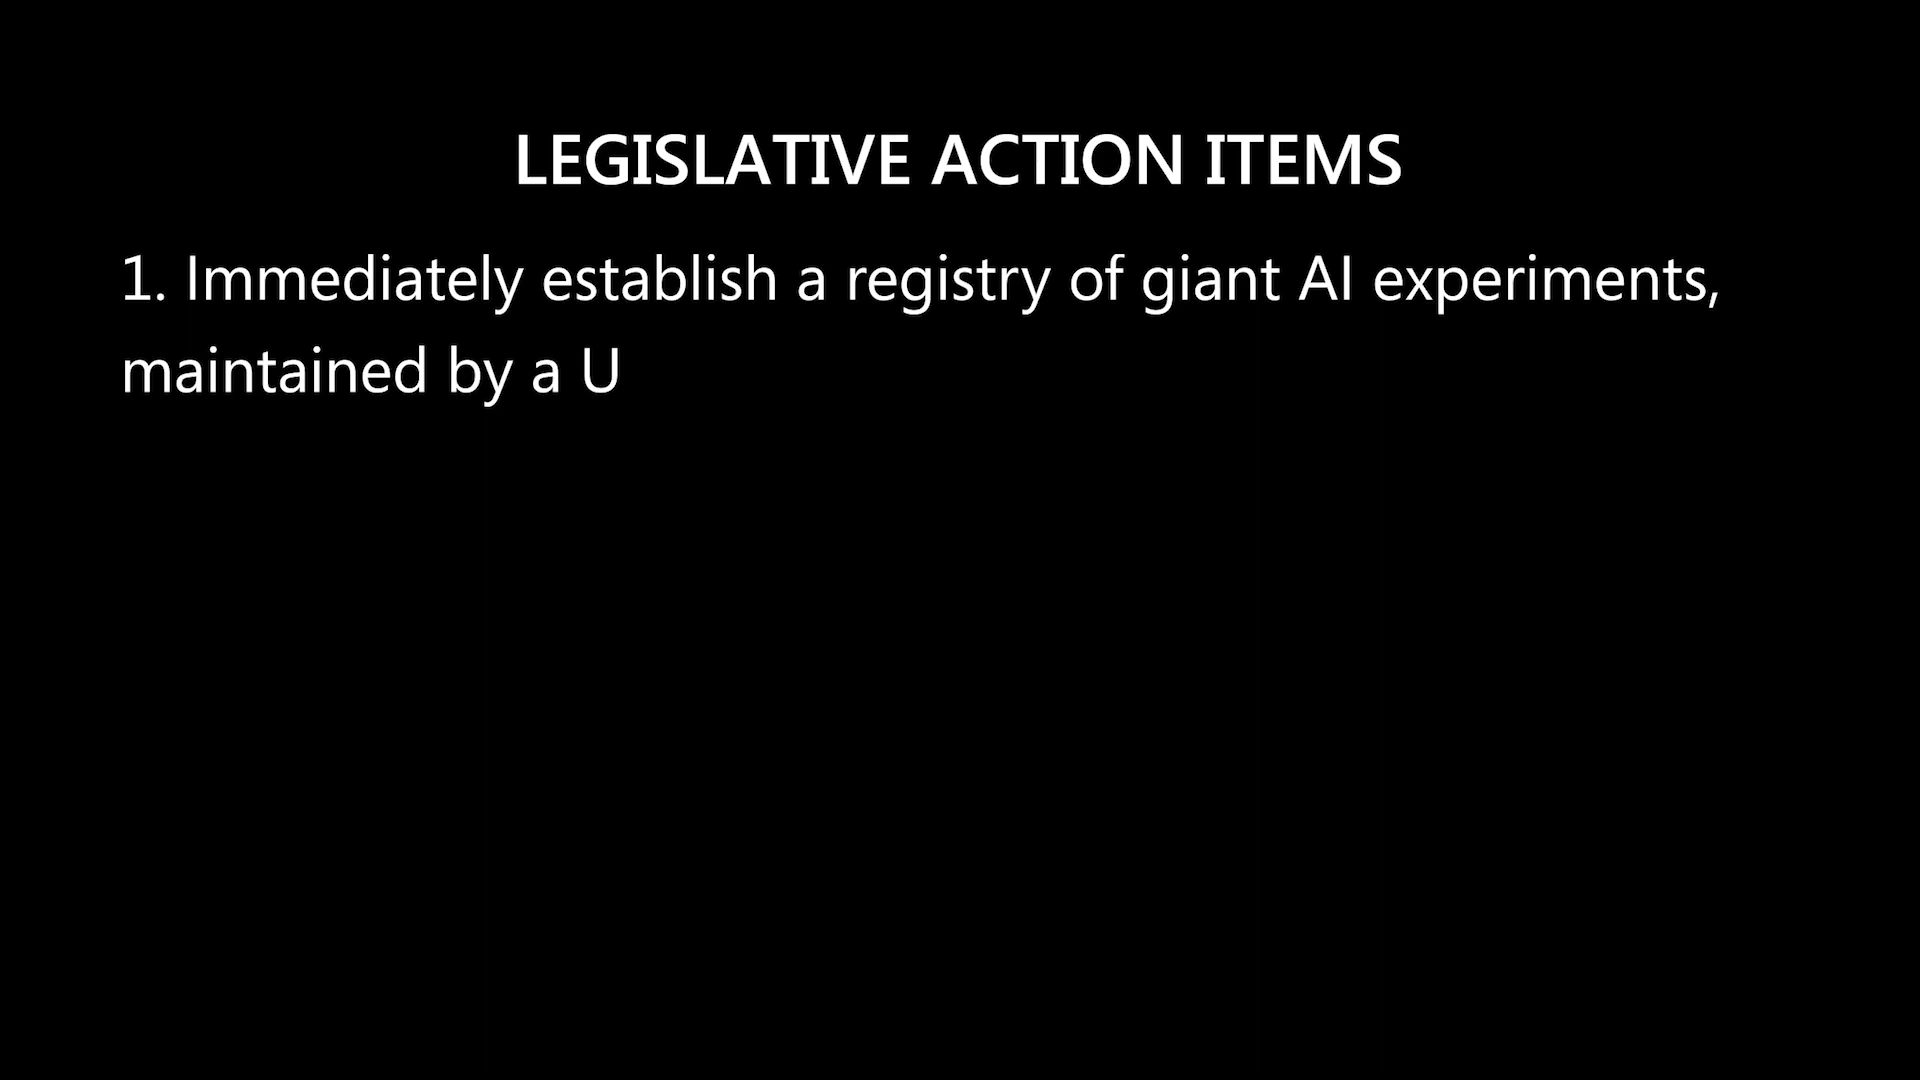 LEGISLATIVE ACTION ITEMS
1. Immediately establish a registry of giant AI experiments,
maintained by a U